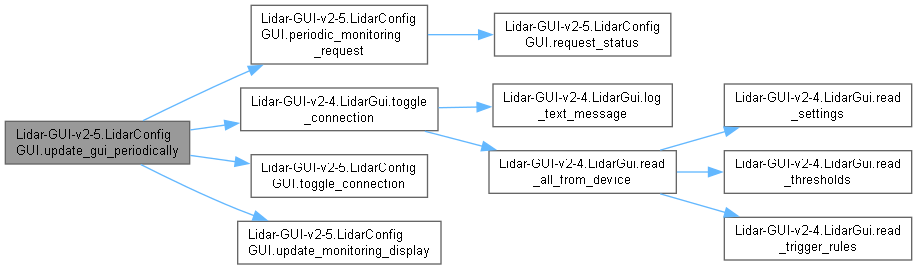 Lidar-GUI-v2-5.LidarConfig
GUI.update_gui_periodically
Lidar-GUI-v2-5.LidarConfig
GUI.periodic_monitoring
_request
Lidar-GUI-v2-5.LidarConfig
GUI.request_status
Lidar-GUI-v2-4.LidarGui.toggle
_connection
Lidar-GUI-v2-4.LidarGui.log
_text_message
Lidar-GUI-v2-4.LidarGui.read
_all_from_device
Lidar-GUI-v2-4.LidarGui.read
_settings
Lidar-GUI-v2-4.LidarGui.read
_thresholds
Lidar-GUI-v2-4.LidarGui.read
_trigger_rules
Lidar-GUI-v2-5.LidarConfig
GUI.toggle_connection
Lidar-GUI-v2-5.LidarConfig
GUI.update_monitoring_display